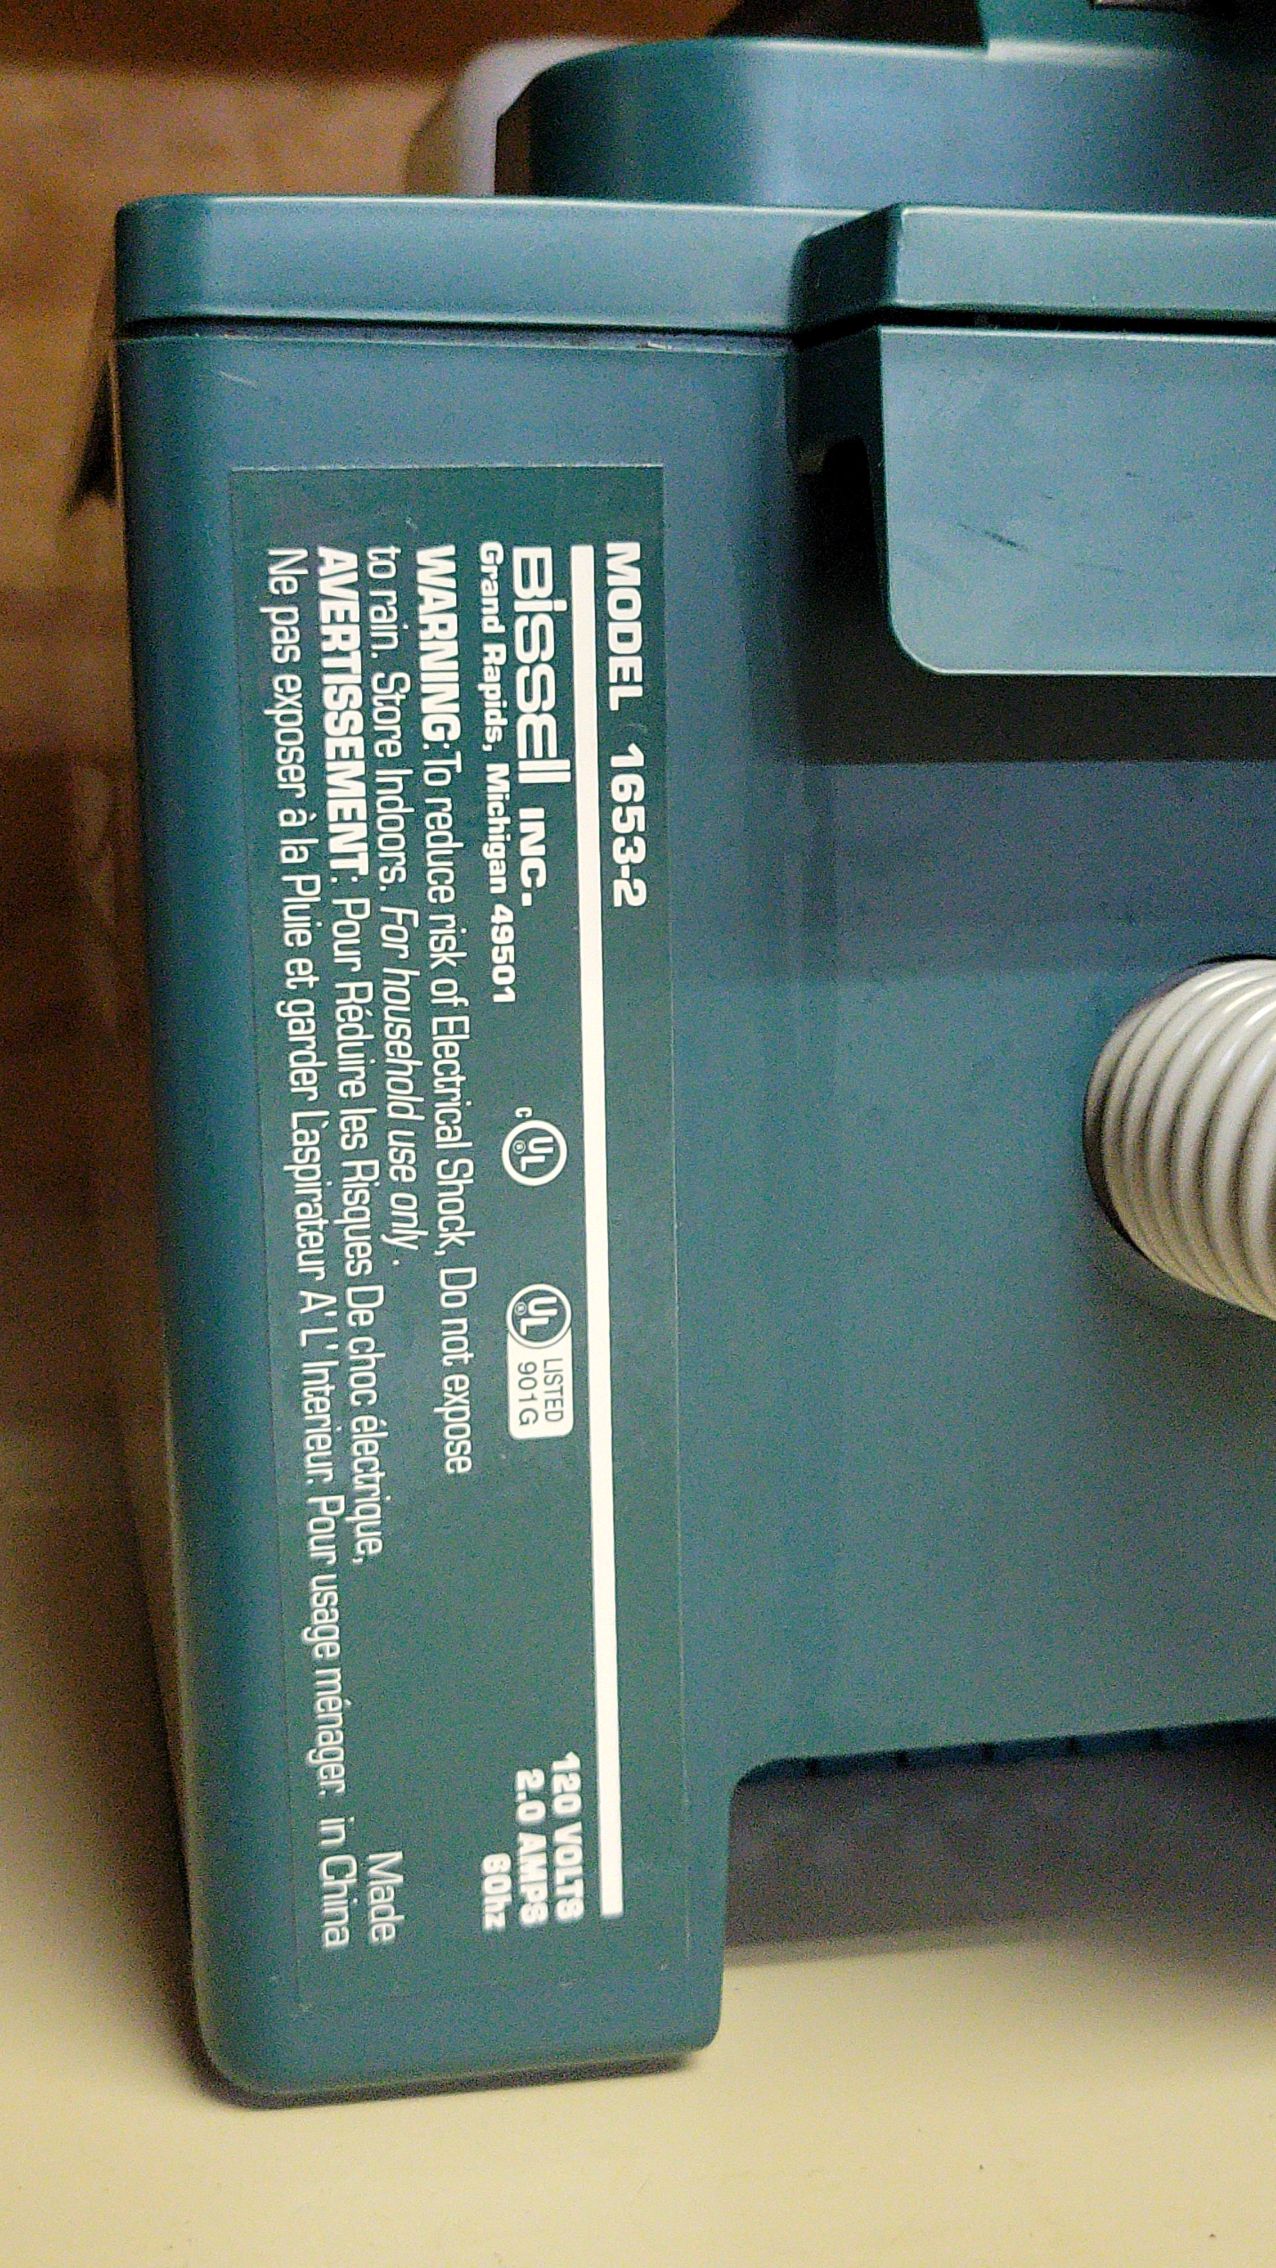 MODEL 1653-2
BISSELL INC.
Grand Rapids, Michigan 49501
C UL ®
UL ® LISTED
901G
120 VOLTS
2.0 AMPS
60hz
WARNING: To reduce risk of Electrical Shock, Do not expose
to rain. Store Indoors. For household use only.
AVERTISSEMENT: Pour Réduire les Risques De choc électrique,
Ne pas exposer à la Pluie et garder L'aspirateur A' L' Interieur. Pour usage ménager.
Made
in China